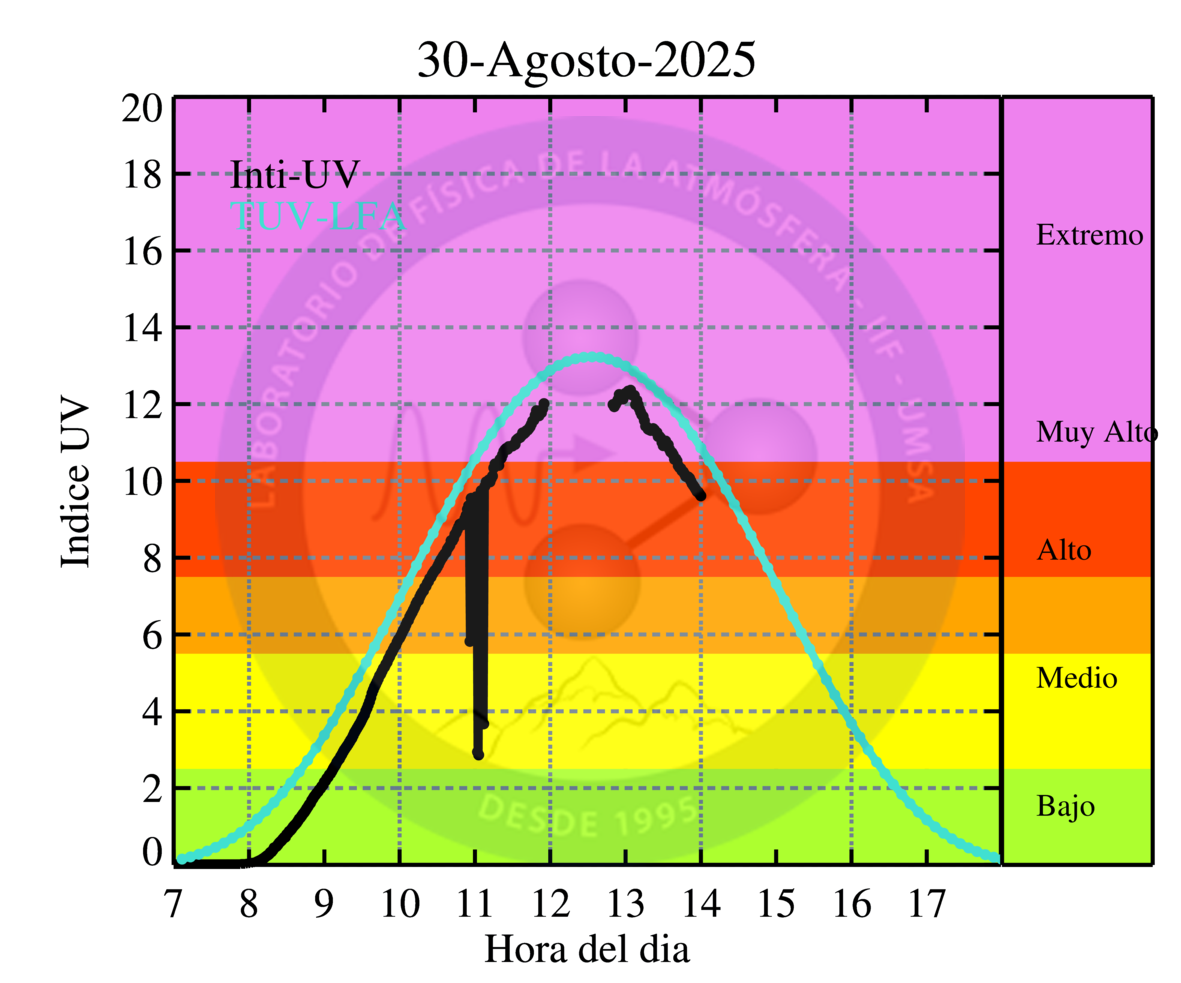 30-Agosto-2025
20
18
16
14
12
10
8
6
4
2
0
Indice UV
Inti-UV
TUV-LFA
LABORATORIO DE FÍSICA DE LA ATMÓSFERA - IIF - UMSA
DESDE 1995
Extremo
Muy Alto
Alto
Medio
Bajo
7 8 9 10 11 12 13 14 15 16 17
Hora del dia